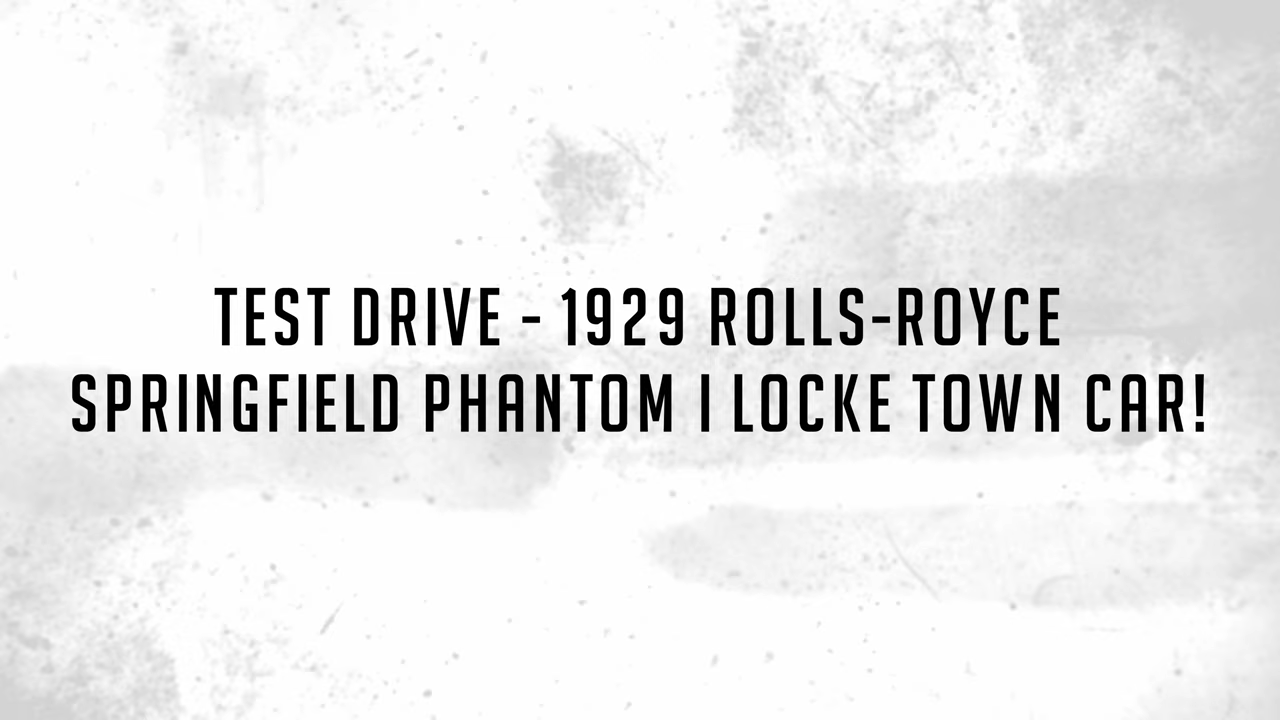 TEST DRIVE - 1929 ROLLS-ROYCE
SPRINGFIELD PHANTOM I LOCKE TOWN CAR!